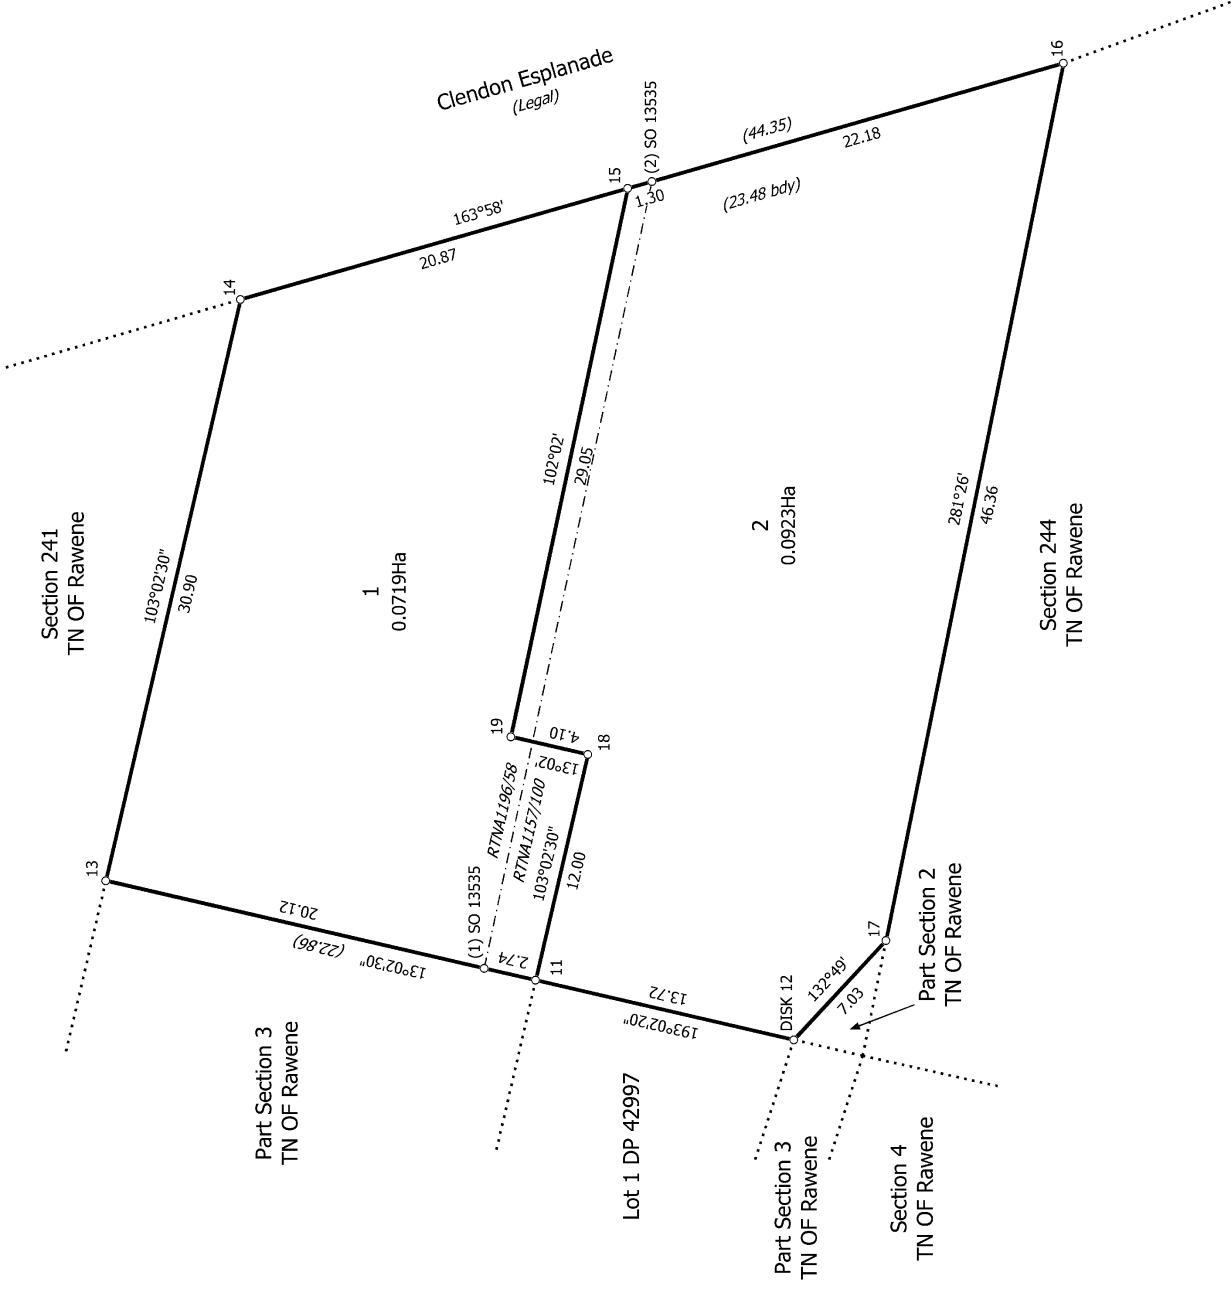 Clendon Esplanade
(Legal)
16
(2) SO 13535
(44.35)
22.18
15
1.30
(23.48 bdy)
163°58'
20.87
14
102°02'
29.05
Section 241
TN OF Rawene
103°02'30"
30.90
1
0.0719Ha
2
0.0923Ha
281°26'
46.36
Section 244
TN OF Rawene
19
4.10
13°02'
18
RTNA1196/58
RTNA1157/100
103°02'30"
12.00
13
20.12
(22.86)
13°02'30"
(1) SO 13535
2.74
11
13.72
193°02'20"
DISK 12
132°49'
7.03
17
Part Section 2
TN OF Rawene
Part Section 3
TN OF Rawene
Lot 1 DP 42997
Part Section 3
TN OF Rawene
Section 4
TN OF Rawene